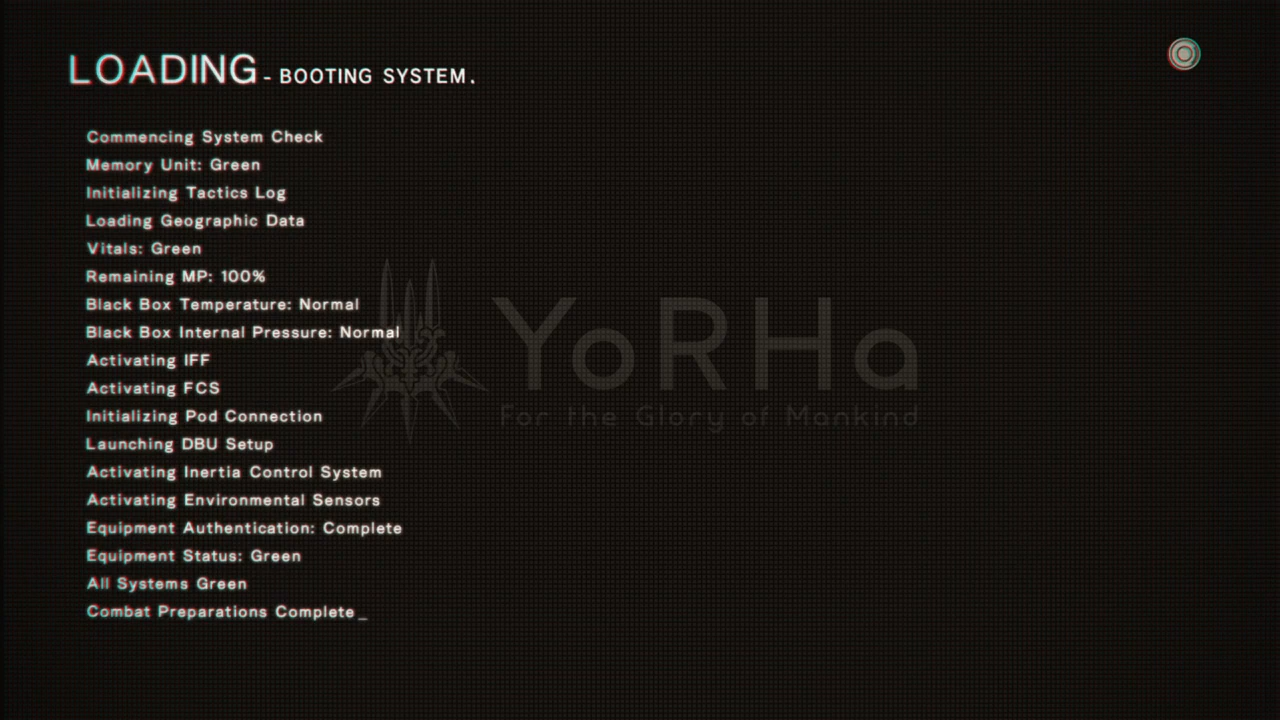 LOADING - BOOTING SYSTEM.
Commencing System Check
Memory Unit: Green
Initializing Tactics Log
Loading Geographic Data
Vitals: Green
Remaining MP: 100%
Black Box Temperature: Normal
Black Box Internal Pressure: Normal
Activating IFF
Activating FCS
Initializing Pod Connection
Launching DBU Setup
Activating Inertia Control System
Activating Environmental Sensors
Equipment Authentication: Complete
Equipment Status: Green
All Systems Green
Combat Preparations Complete _
YoRHa
For the Glory of Mankind